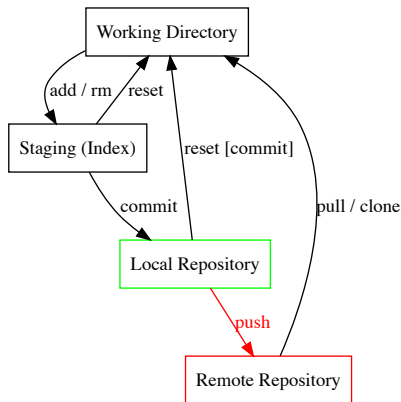 Working Directory
add / rm
reset
Staging (Index)
reset [commit]
commit
pull / clone
Local Repository
push
Remote Repository